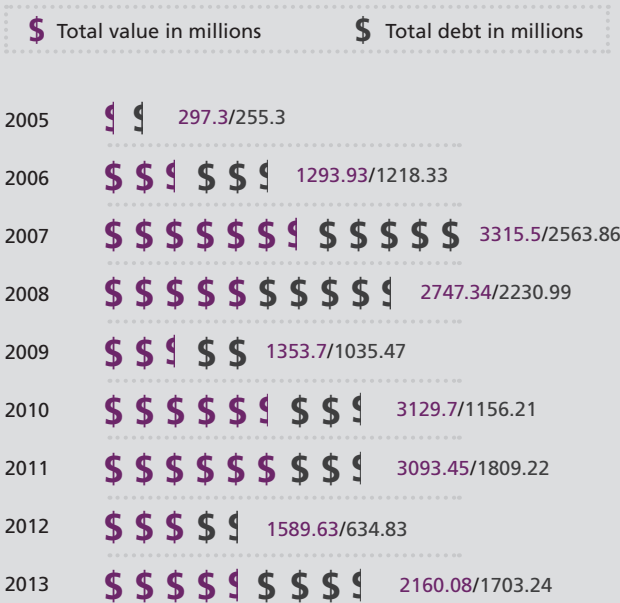 $ Total value in millions $ Total debt in millions
2005 $ $ 297.3/255.3
2006 $ $ $ $ $ $ 1293.93/1218.33
2007 $ $ $ $ $ $ $ $ $ $ $ $ 3315.5/2563.86
2008 $ $ $ $ $ $ $ $ $ $ 2747.34/2230.99
2009 $ $ $ $ $ 1353.7/1035.47
2010 $ $ $ $ $ $ $ $ $ 3129.7/1156.21
2011 $ $ $ $ $ $ $ $ $ 3093.45/1809.22
2012 $ $ $ $ $ 1589.63/634.83
2013 $ $ $ $ $ $ $ $ $ 2160.08/1703.24